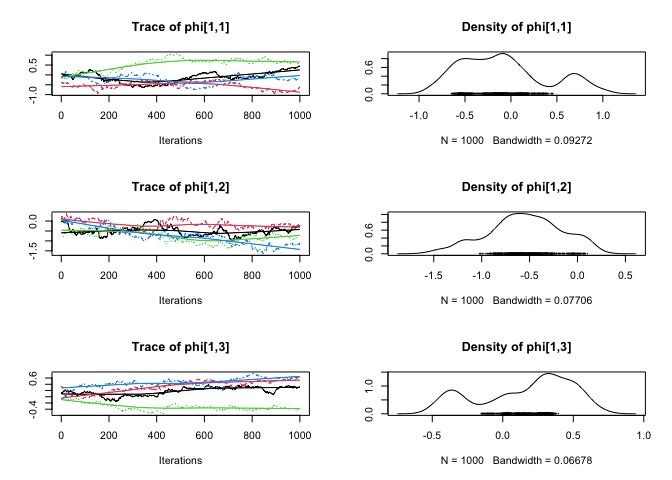 Trace of phi[1,1]
0.5
-1.0
0 200 400 600 800 1000
Iterations
Density of phi[1,1]
0.6
0.0
-1.0 -0.5 0.0 0.5 1.0
N = 1000 Bandwidth = 0.09272
Trace of phi[1,2]
0.0
-1.5
0 200 400 600 800 1000
Iterations
Density of phi[1,2]
0.6
0.0
-1.5 -1.0 -0.5 0.0 0.5
N = 1000 Bandwidth = 0.07706
Trace of phi[1,3]
0.6
-0.4
0 200 400 600 800 1000
Iterations
Density of phi[1,3]
1.0
0.0
-0.5 0.0 0.5 1.0
N = 1000 Bandwidth = 0.06678